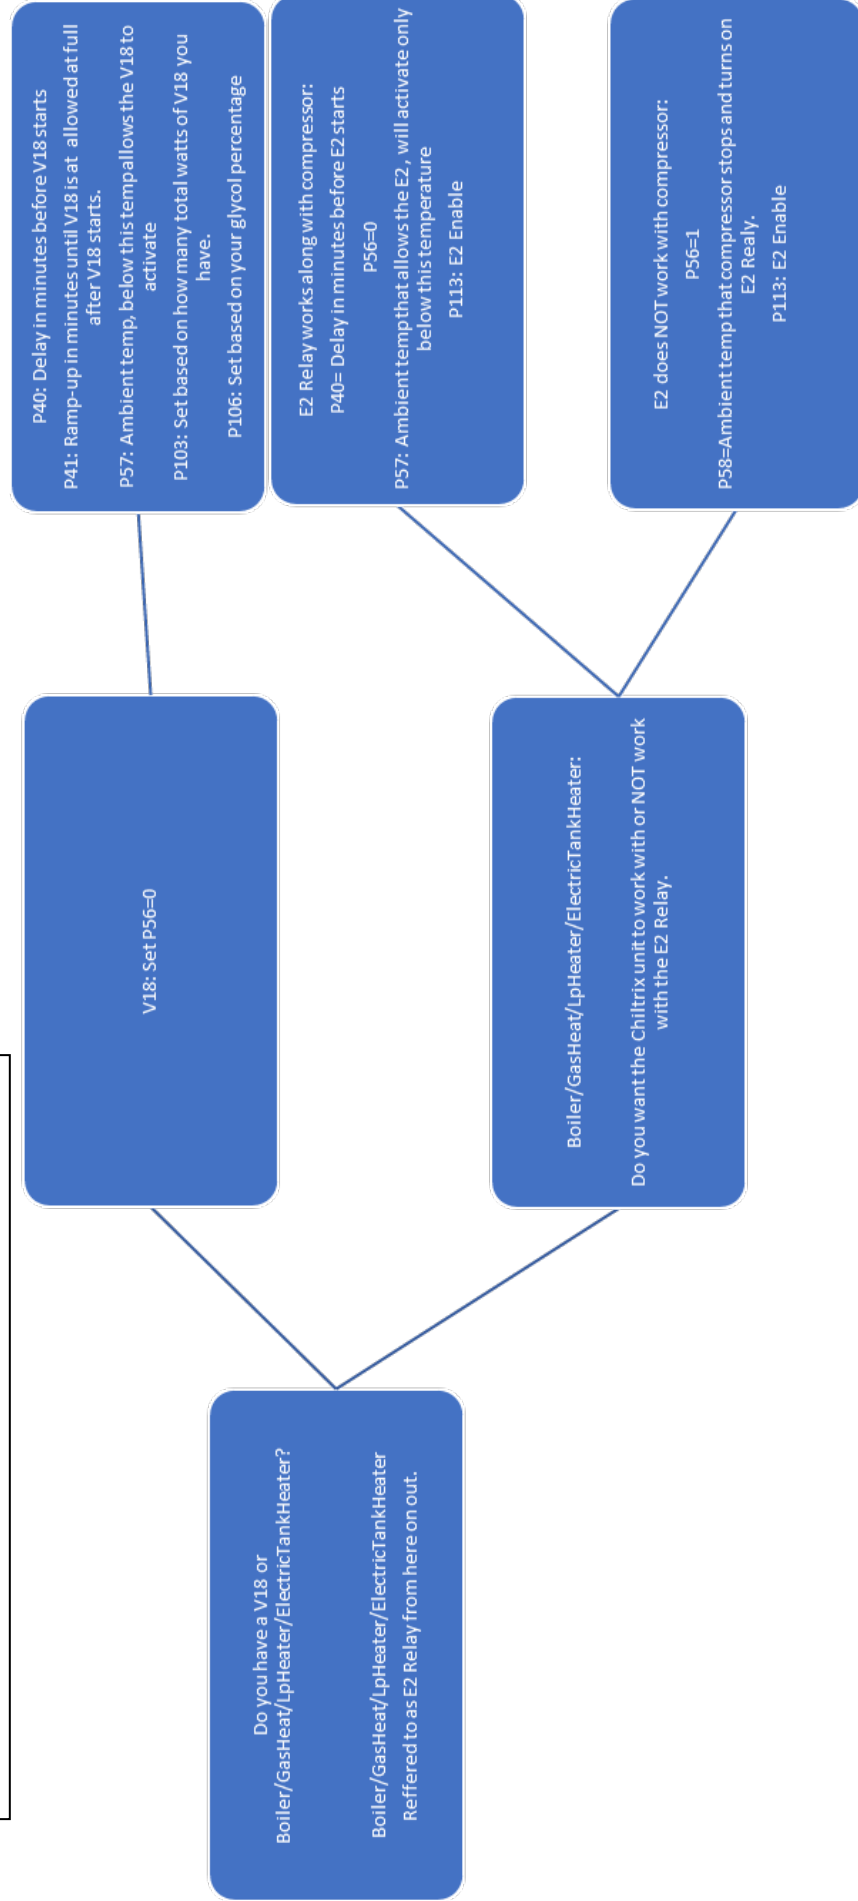 Do you have a V18 or
Boiler/GasHeat/LpHeater/ElectricTankHeater?
Boiler/GasHeat/LpHeater/ElectricTankHeater
Reffered to as E2 Relay from here on out.
V18: Set P56=0
Boiler/GasHeat/LpHeater/ElectricTankHeater:
Do you want the Chiltrix unit to work with or NOT work
with the E2 Relay.
P40: Delay in minutes before V18 starts
P41: Ramp-up in minutes until V18 is at allowed at full
after V18 starts.
P57: Ambient temp, below this temp allows the V18 to
activate
P103: Set based on how many total watts of V18 you
have.
P106: Set based on your glycol percentage
E2 Relay works along with compressor:
P40= Delay in minutes before E2 starts
P56=0
P57: Ambient temp that allows the E2, will activate only
below this temperature
P113: E2 Enable
E2 does NOT work with compressor:
P56=1
P58=Ambient temp that compressor stops and turns on
E2 Realy.
P113: E2 Enable